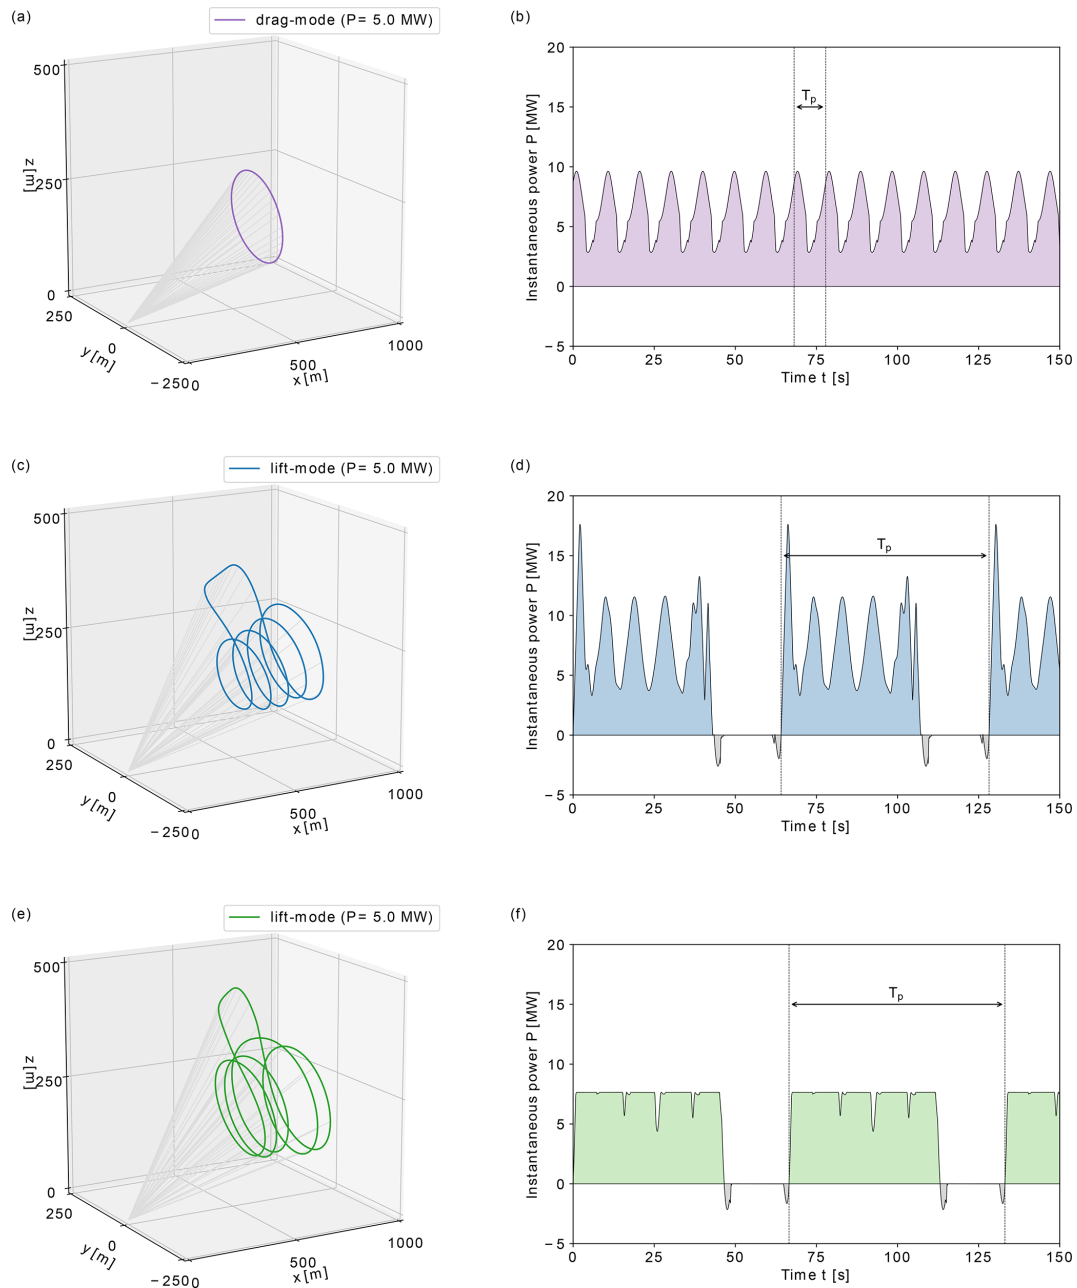 (a)
drag-mode (P= 5.0 MW)
500
250
0
z[m]
250
0
−250
y[m]
0
500
1000
x[m]
(b)
20
15
10
5
0
−5
Instantaneous power P [MW]
Tp
0
25
50
75
100
125
150
Time t [s]
(c)
lift-mode (P= 5.0 MW)
500
250
0
z[m]
250
0
−250
y[m]
0
500
1000
x[m]
(d)
20
15
10
5
0
−5
Instantaneous power P [MW]
Tp
0
25
50
75
100
125
150
Time t [s]
(e)
lift-mode (P= 5.0 MW)
500
250
0
z[m]
250
0
−250
y[m]
0
500
1000
x[m]
(f)
20
15
10
5
0
−5
Instantaneous power P [MW]
Tp
0
25
50
75
100
125
150
Time t [s]